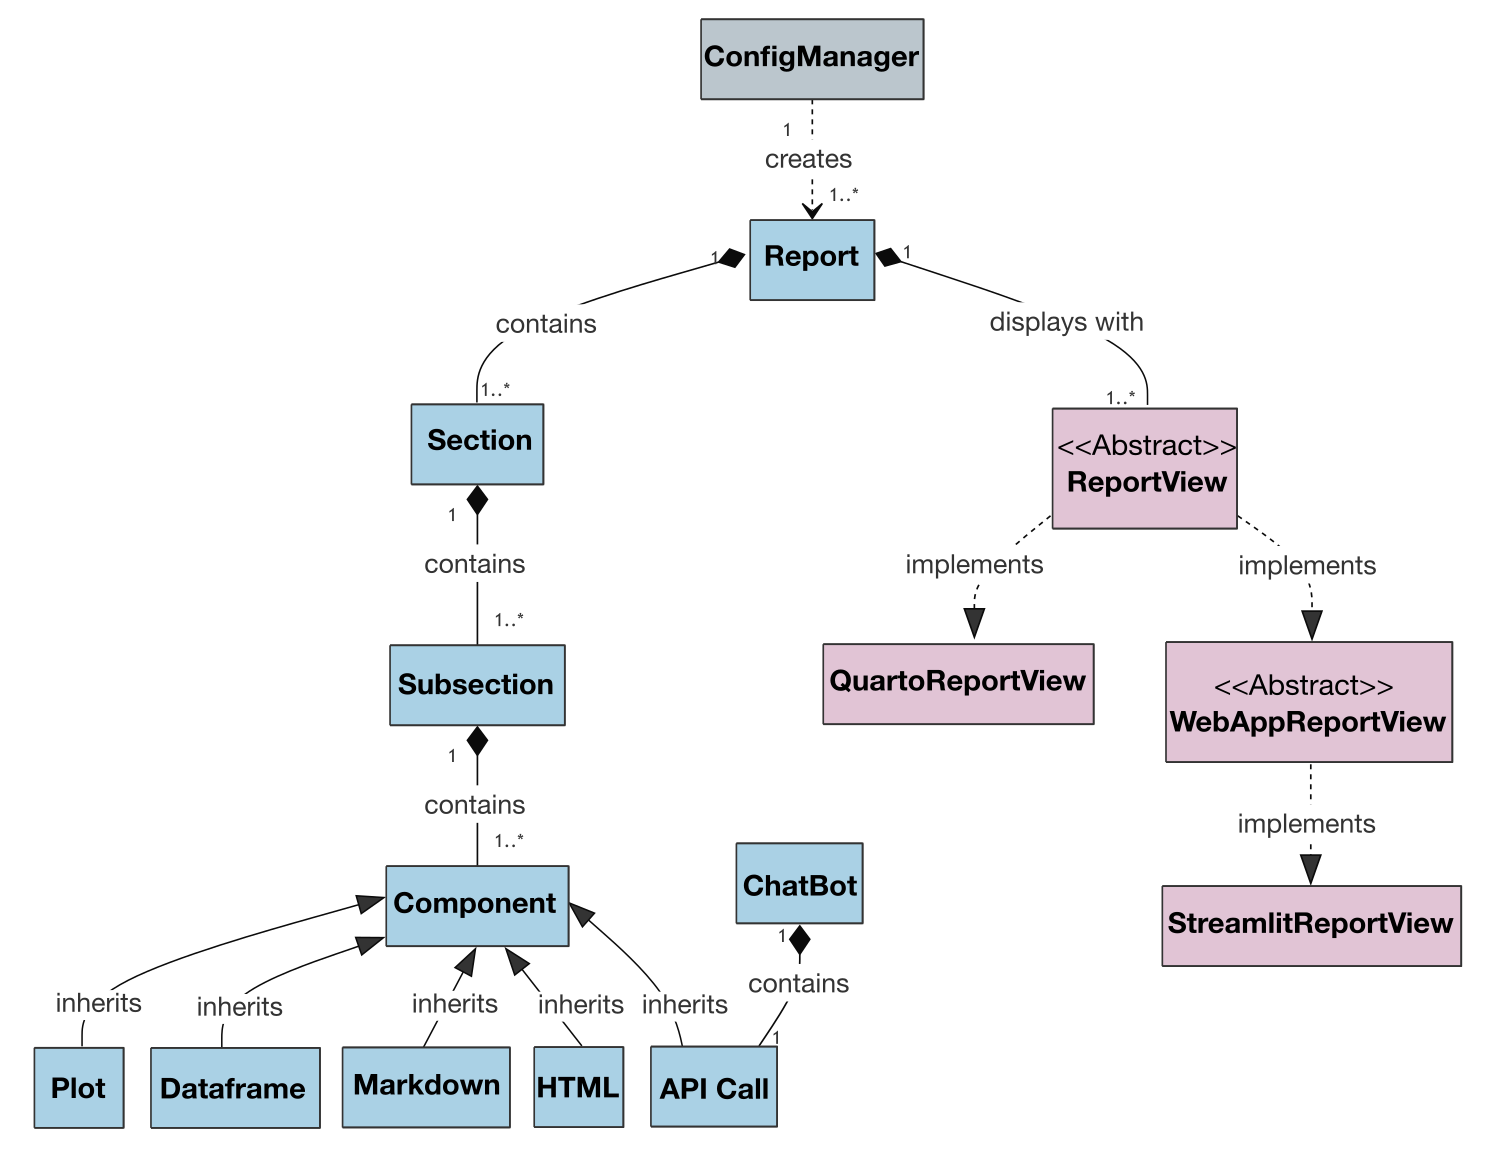 ConfigManager
1
creates
1..*
Report
1
1
contains
displays with
1..*
1..*
Section
<<Abstract>>
ReportView
1
contains
implements
implements
1..*
Subsection
QuartoReportView
<<Abstract>>
WebAppReportView
1
contains
implements
1..*
Component
ChatBot
StreamlitReportView
1
contains
inherits
inherits
inherits
inherits
inherits
1
Plot
Dataframe
Markdown
HTML
API Call